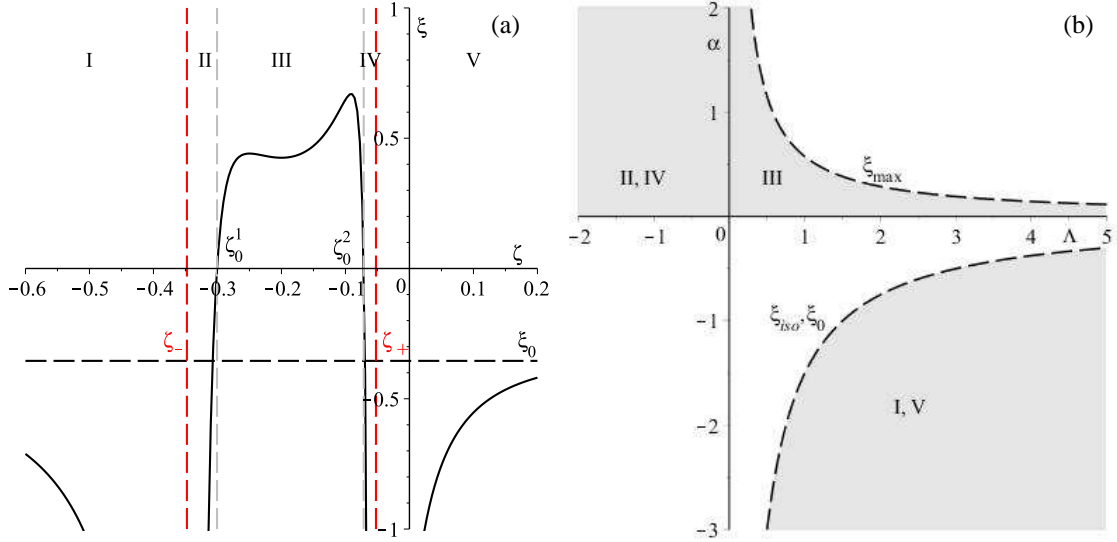 1 ξ (a)
I II III IV V
0.5
ζ₀¹ ζ₀² ζ
−0.6 −0.5 −0.4 −0.3 −0.2 −0.1 0 0.1 0.2
ζ₋ ζ₊ ξ₀
−0.5
−1
2 (b)
α
1
ξmax
II, IV III
−2 −1 0 1 2 3 4 Λ 5
ξiso, ξ₀
−1
I, V
−2
−3